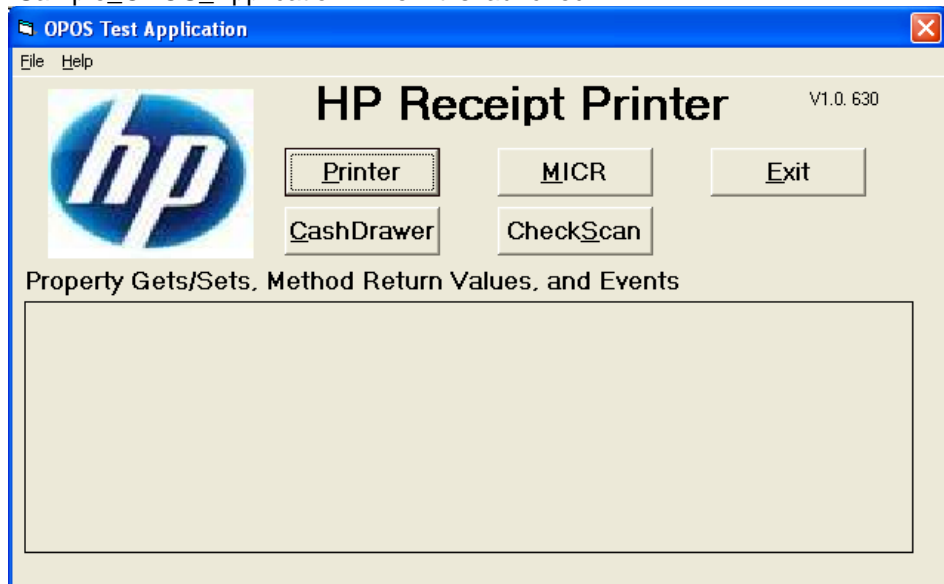 OPOS Test Application
File Help
HP Receipt Printer V1.0. 630
hp
Printer MICR Exit
CashDrawer CheckScan
Property Gets/Sets, Method Return Values, and Events